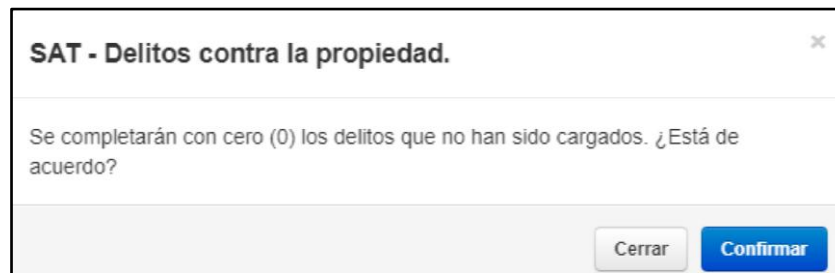 SAT - Delitos contra la propiedad.
×
Se completarán con cero (0) los delitos que no han sido cargados. ¿Está de
acuerdo?
Cerrar
Confirmar